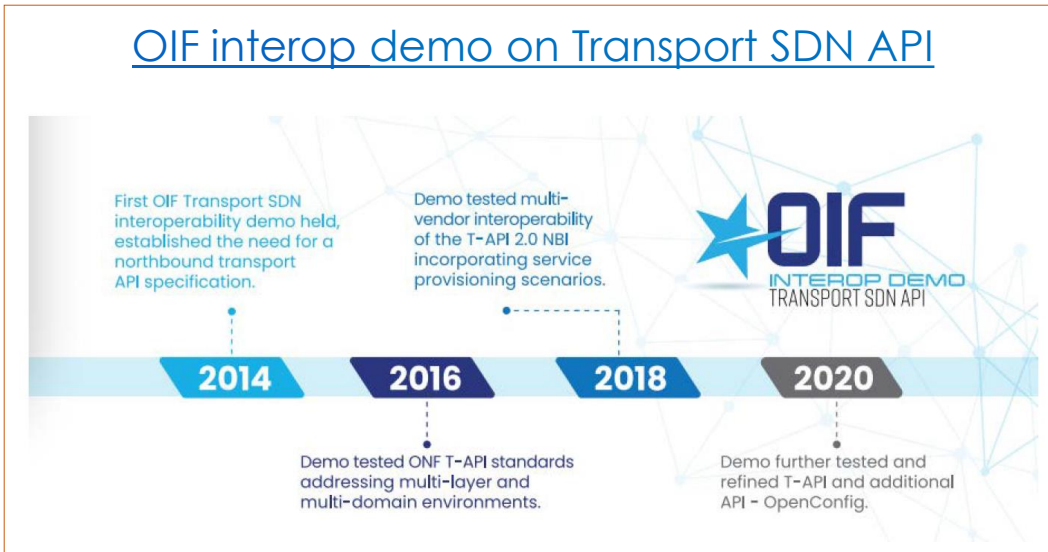 OIF interop demo on Transport SDN API
First OIF Transport SDN
interoperability demo held,
established the need for a
northbound transport
API specification.
Demo tested multi-
vendor interoperability
of the T-API 2.0 NBI
incorporating service
provisioning scenarios.
OIF
INTEROP DEMO
TRANSPORT SDN API
2014
2016
2018
2020
Demo tested ONF T-API standards
addressing multi-layer and
multi-domain environments.
Demo further tested and
refined T-API and additional
API - OpenConfig.